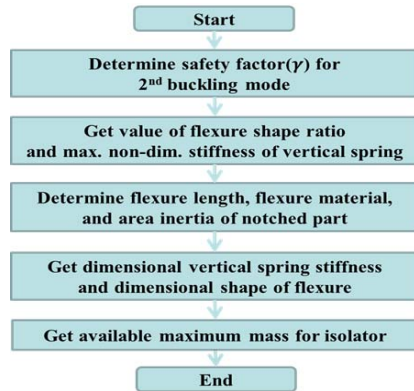 Start
Determine safety factor(γ) for
2nd buckling mode
Get value of flexure shape ratio
and max. non-dim. stiffness of vertical spring
Determine flexure length, flexure material,
and area inertia of notched part
Get dimensional vertical spring stiffness
and dimensional shape of flexure
Get available maximum mass for isolator
End